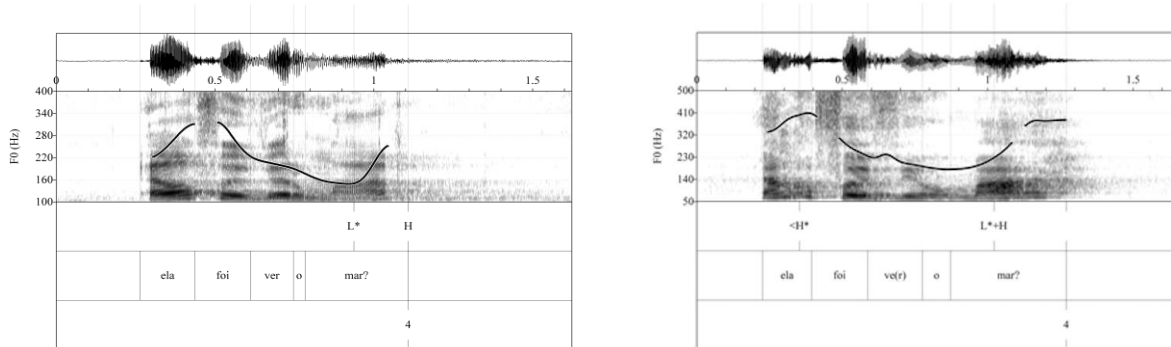 0 0.5 1 1.5
400
340
280
220
160
100
F0 (Hz)
L* H
ela foi ver o mar?
4
0 0.5 1 1.5
500
410
320
230
140
50
F0 (Hz)
<H* L*+H
ela foi ve(r) o mar?
4